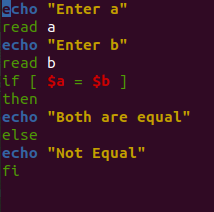 echo "Enter a"
read a
echo "Enter b"
read b
if [ $a = $b ]
then
echo "Both are equal"
else
echo "Not Equal"
fi